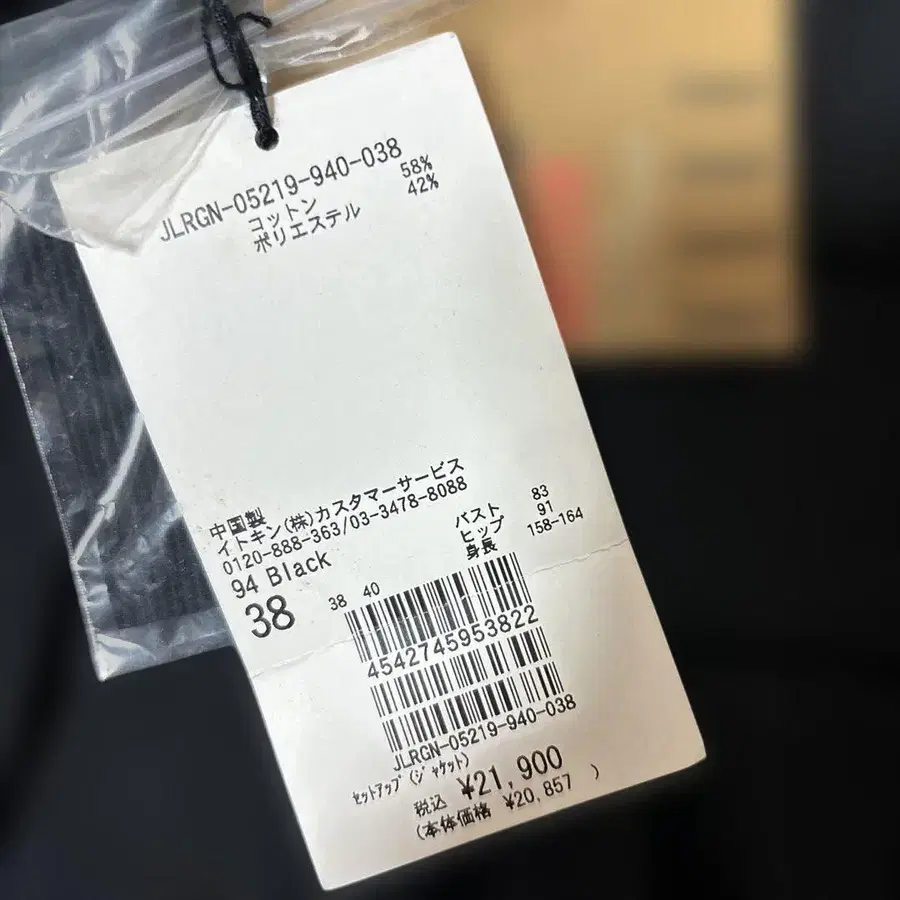 JLRGN-05219-940-038
コットン 58%
ポリエステル 42%
中国製
イトキン(株)カスタマーサービス
0120-888-363/03-3478-8088
94 Black
バスト 83
ヒップ 91
身長 158-164
38
38 40
4542745953822
JLRGN-05219-940-038
セットアップ(ジャケット)
税込 ¥21,900
(本体価格 ¥20,857 )